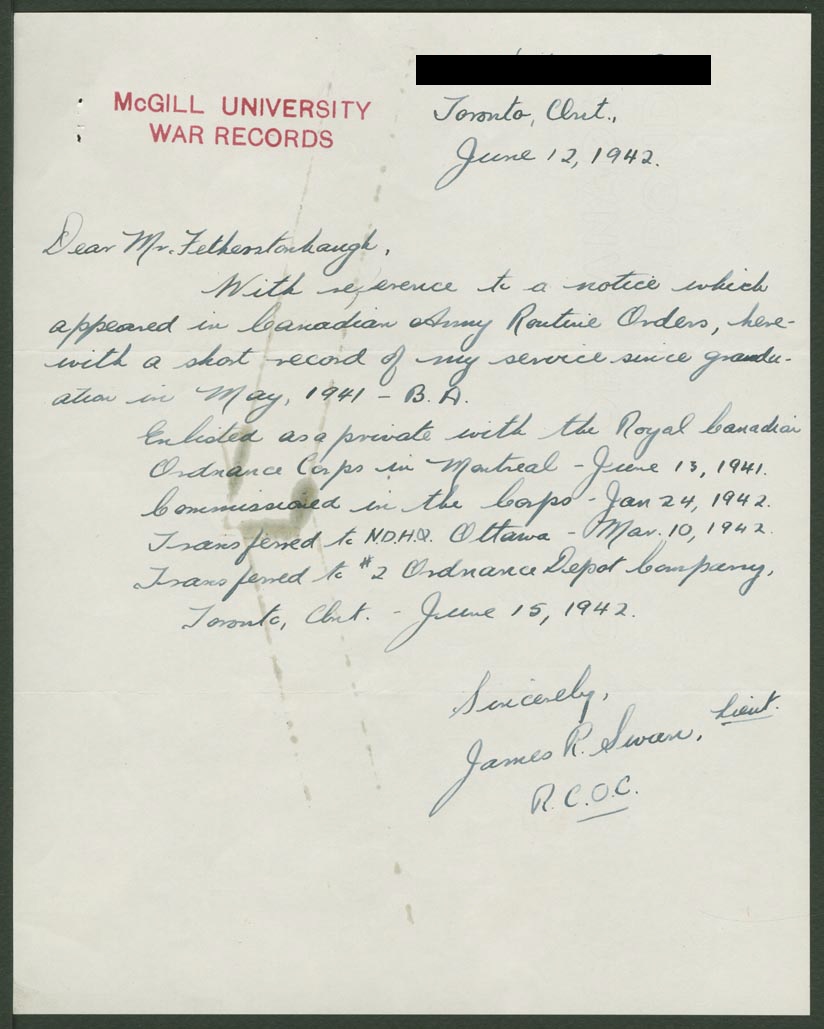 McGILL UNIVERSITY
WAR RECORDS
Toronto, Ont.,
June 12, 1942.
Dear Mr. Fetherstonhaugh,
With reference to a notice which
appeared in Canadian Army Routine Orders, here-
with a short record of my service since gradu-
ation in May, 1941 - B.A.
Enlisted as a private with the Royal Canadian
Ordnance Corps in Montreal - June 13, 1941.
Commissioned in the Corps - Jan 24, 1942.
Transferred to N.D.H.Q. Ottawa - Mar. 10, 1942.
Transferred to #2 Ordnance Depot Company,
Toronto, Ont. - June 15, 1942.
Sincerely,
James R. Swan, Lieut.
R.C.O.C.